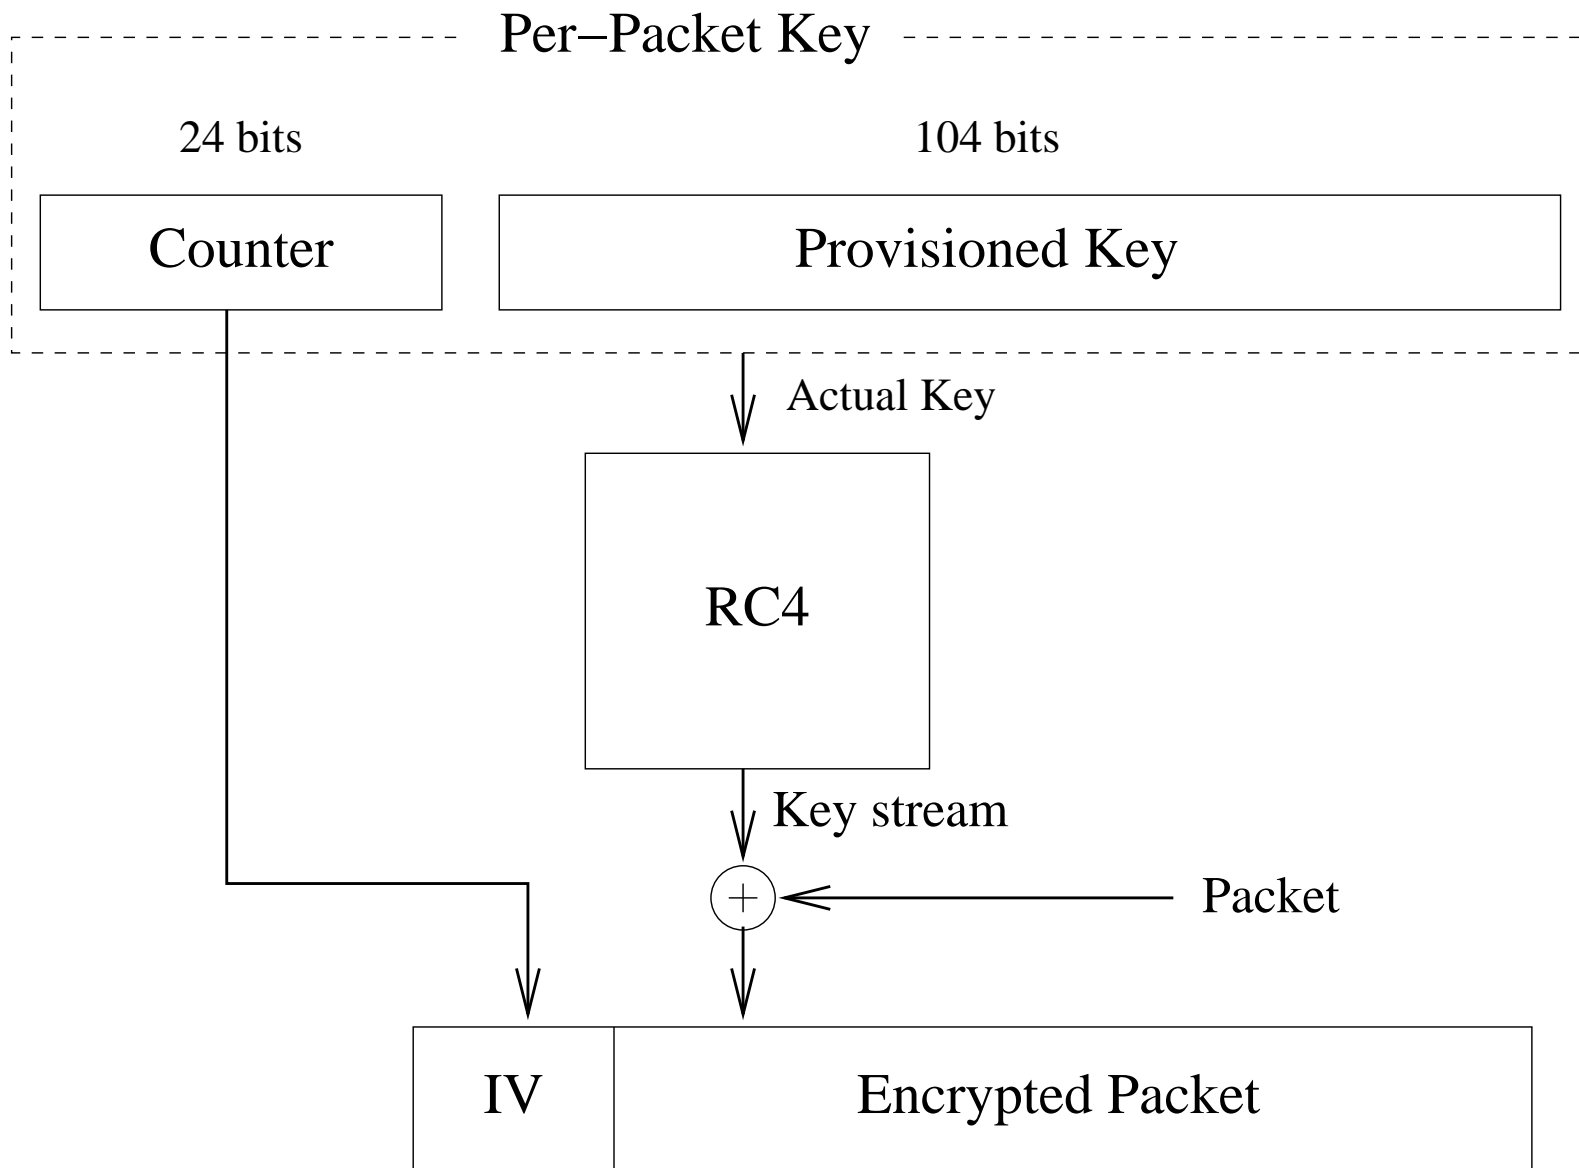 Per–Packet Key
24 bits
104 bits
Counter
Provisioned Key
Actual Key
RC4
Key stream
Packet
IV
Encrypted Packet